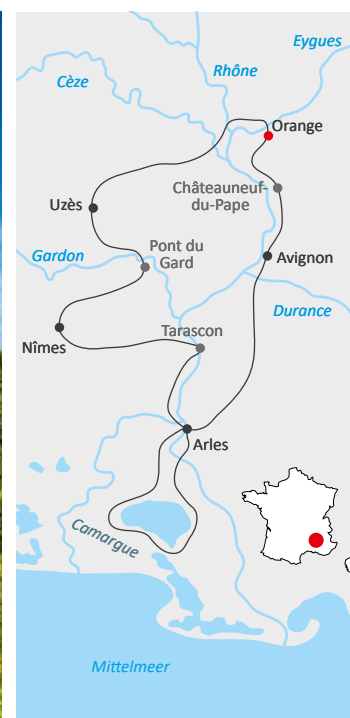 Eygues
Rhône
Cèze
Orange
Châteauneuf-
du-Pape
Uzès
Pont du
Gard
Gardon
Avignon
Durance
Tarascon
Nîmes
Arles
Camargue
Mittelmeer